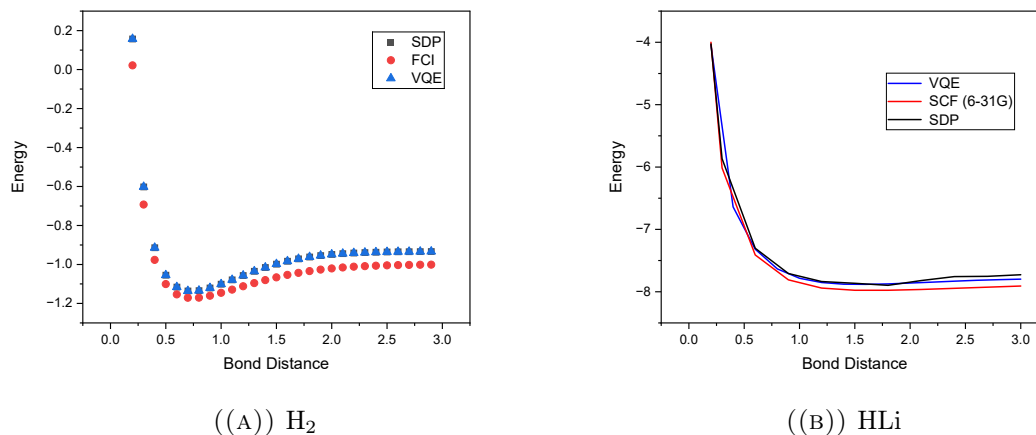 0.2
0.0
−0.2
−0.4
−0.6
−0.8
−1.0
−1.2
Energy
SDP
FCI
VQE
0.0 0.5 1.0 1.5 2.0 2.5 3.0
Bond Distance
((A)) H₂
−4
−5
−6
−7
−8
Energy
VQE
SCF (6-31G)
SDP
0.0 0.5 1.0 1.5 2.0 2.5 3.0
Bond Distance
((B)) HLi